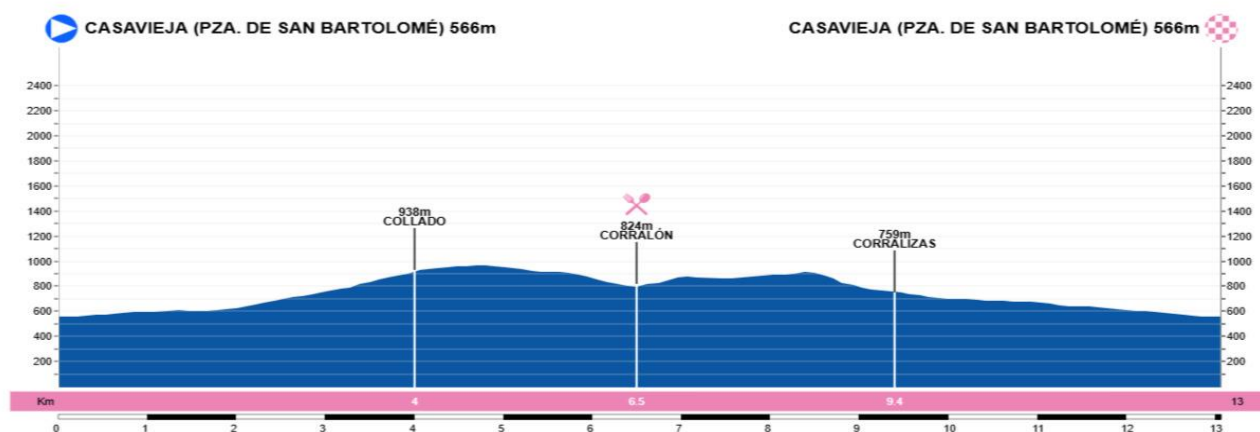 CASAVIEJA (PZA. DE SAN BARTOLOMÉ) 566m
CASAVIEJA (PZA. DE SAN BARTOLOMÉ) 566m
2400 2400
2200 2200
2000 2000
1800 1800
1600 1600
1400 1400
938m
COLLADO
824m
CORRALÓN
759m
CORRALIZAS
1200 1200
1000 1000
800 800
600 600
400 400
200 200
Km 4 6.5 9.4 13
0 1 2 3 4 5 6 7 8 9 10 11 12 13